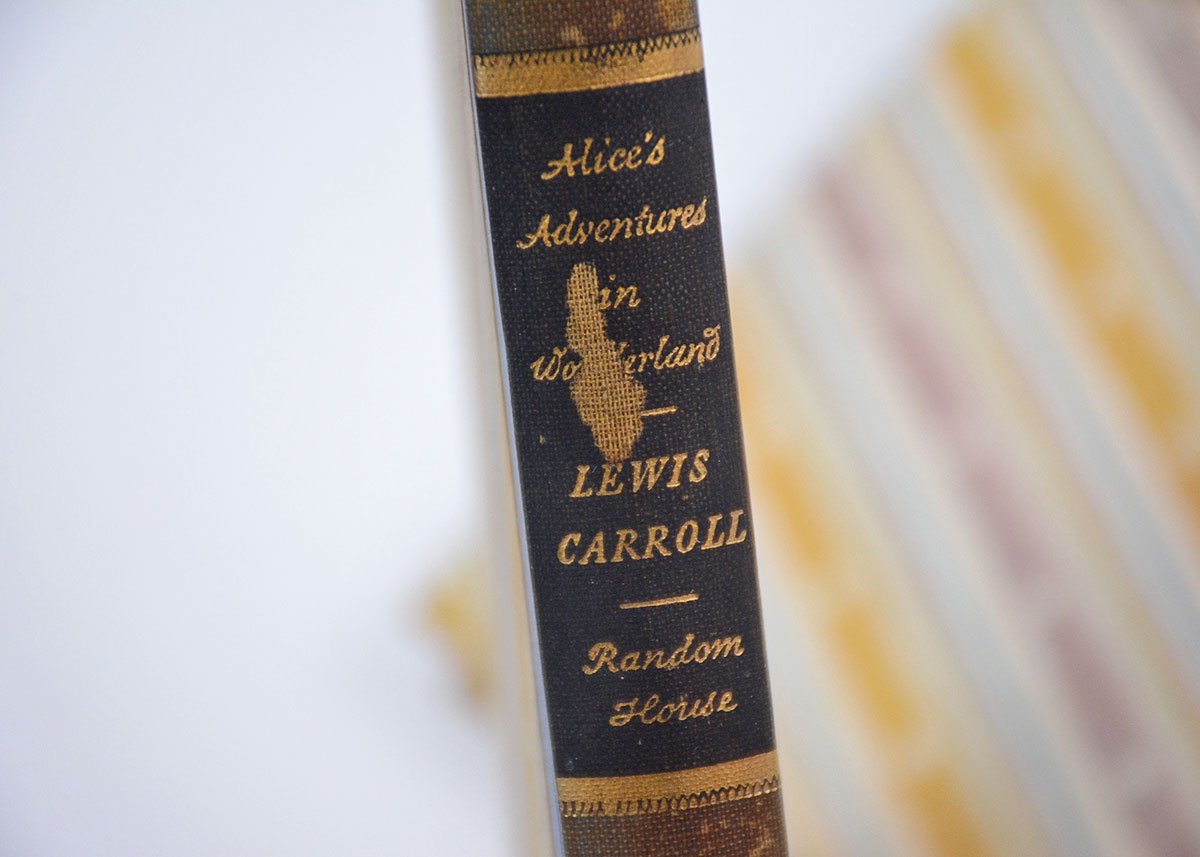 Alice's
Adventures
in
Wonderland
LEWIS
CARROLL
Random
House